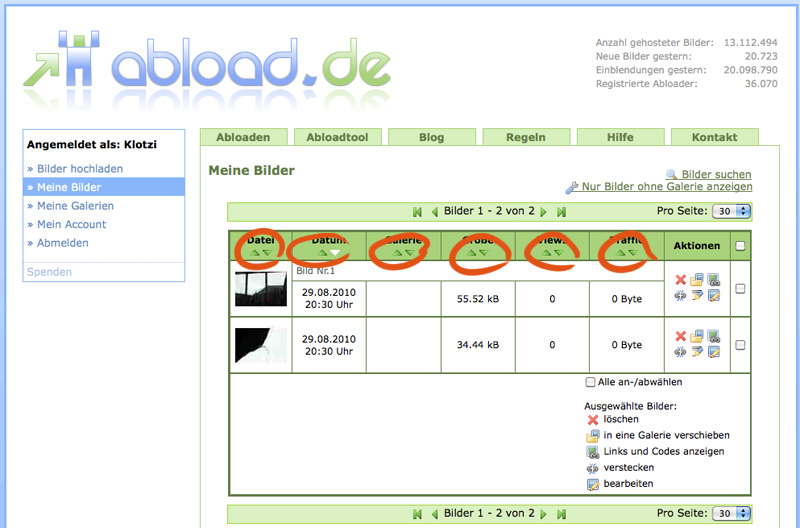 abload.de
Anzahl gehosteter Bilder: 13.112.494
Neue Bilder gestern: 20.723
Einblendungen gestern: 20.098.790
Registrierte Abloader: 36.070
Angemeldet als: Klotzi
» Bilder hochladen
» Meine Bilder
» Meine Galerien
» Mein Account
» Abmelden
Spenden
Abloaden Abloadtool Blog Regeln Hilfe Kontakt
Meine Bilder
Bilder suchen
Nur Bilder ohne Galerie anzeigen
Bilder 1 - 2 von 2 Pro Seite: 30
Datei Datum Galerie Größe Views Traffic Aktionen
Bild Nr.1
29.08.2010
20:30 Uhr
55.52 kB 0 0 Byte
29.08.2010
20:30 Uhr
34.44 kB 0 0 Byte
Alle an-/abwählen
Ausgewählte Bilder:
löschen
in eine Galerie verschieben
Links und Codes anzeigen
verstecken
bearbeiten
Bilder 1 - 2 von 2 Pro Seite: 30